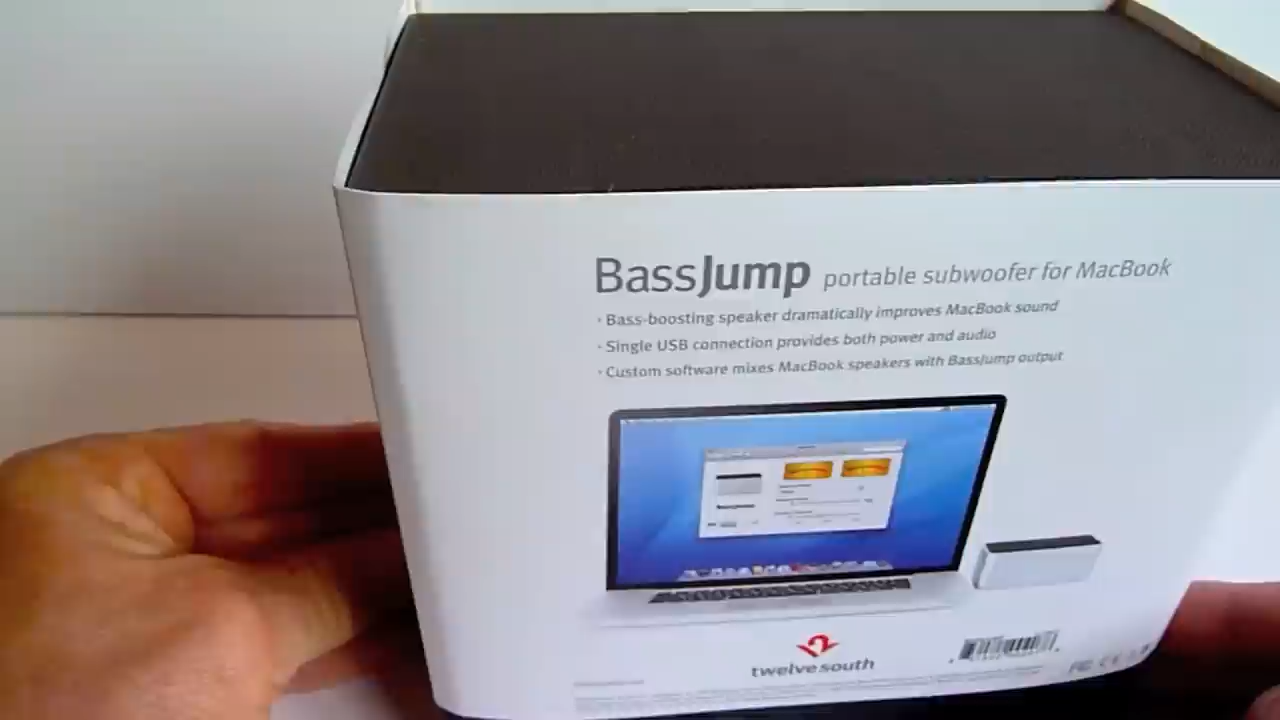 BassJump portable subwoofer for MacBook
· Bass-boosting speaker dramatically improves MacBook sound
· Single USB connection provides both power and audio
· Custom software mixes MacBook speakers with BassJump output
twelve south